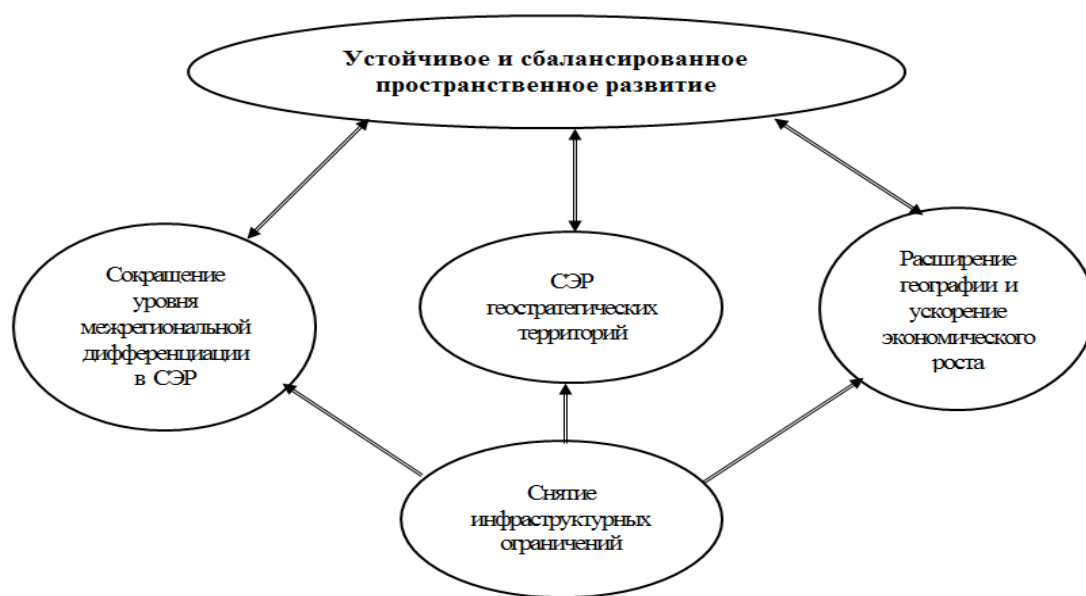 Устойчивое и сбалансированное
пространственное развитие
Сокращение
уровня
межрегиональной
дифференциации
в СЭР
СЭР
геостратегических
территорий
Расширение
географии и
ускорение
экономического
роста
Снятие
инфраструктурных
ограничений